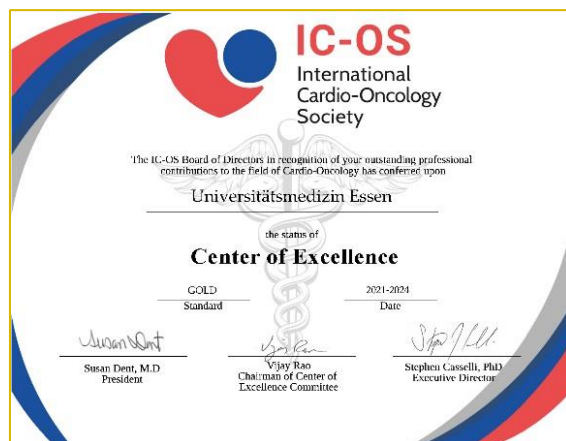 IC-OS
International
Cardio-Oncology
Society
The IC-OS Board of Directors in recognition of your outstanding professional
contributions to the field of Cardio-Oncology has conferred upon
Universitätsmedizin Essen
the status of
Center of Excellence
GOLD 2021-2024
Standard Date
Susan Dent
Susan Dent, M.D Vijay Rao Stephen Casselli, PhD
President Chairman of Center of Executive Director
Excellence Committee